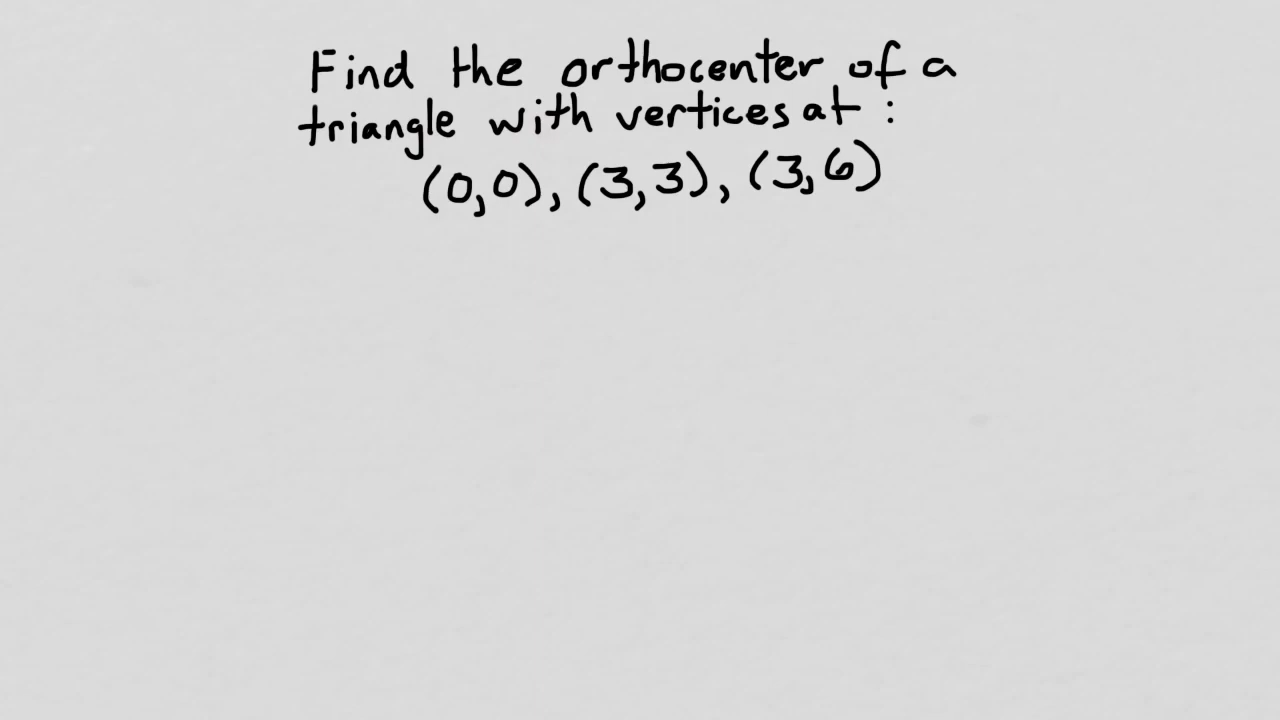 Find the orthocenter of a
triangle with vertices at :
(0,0), (3,3), (3,6)